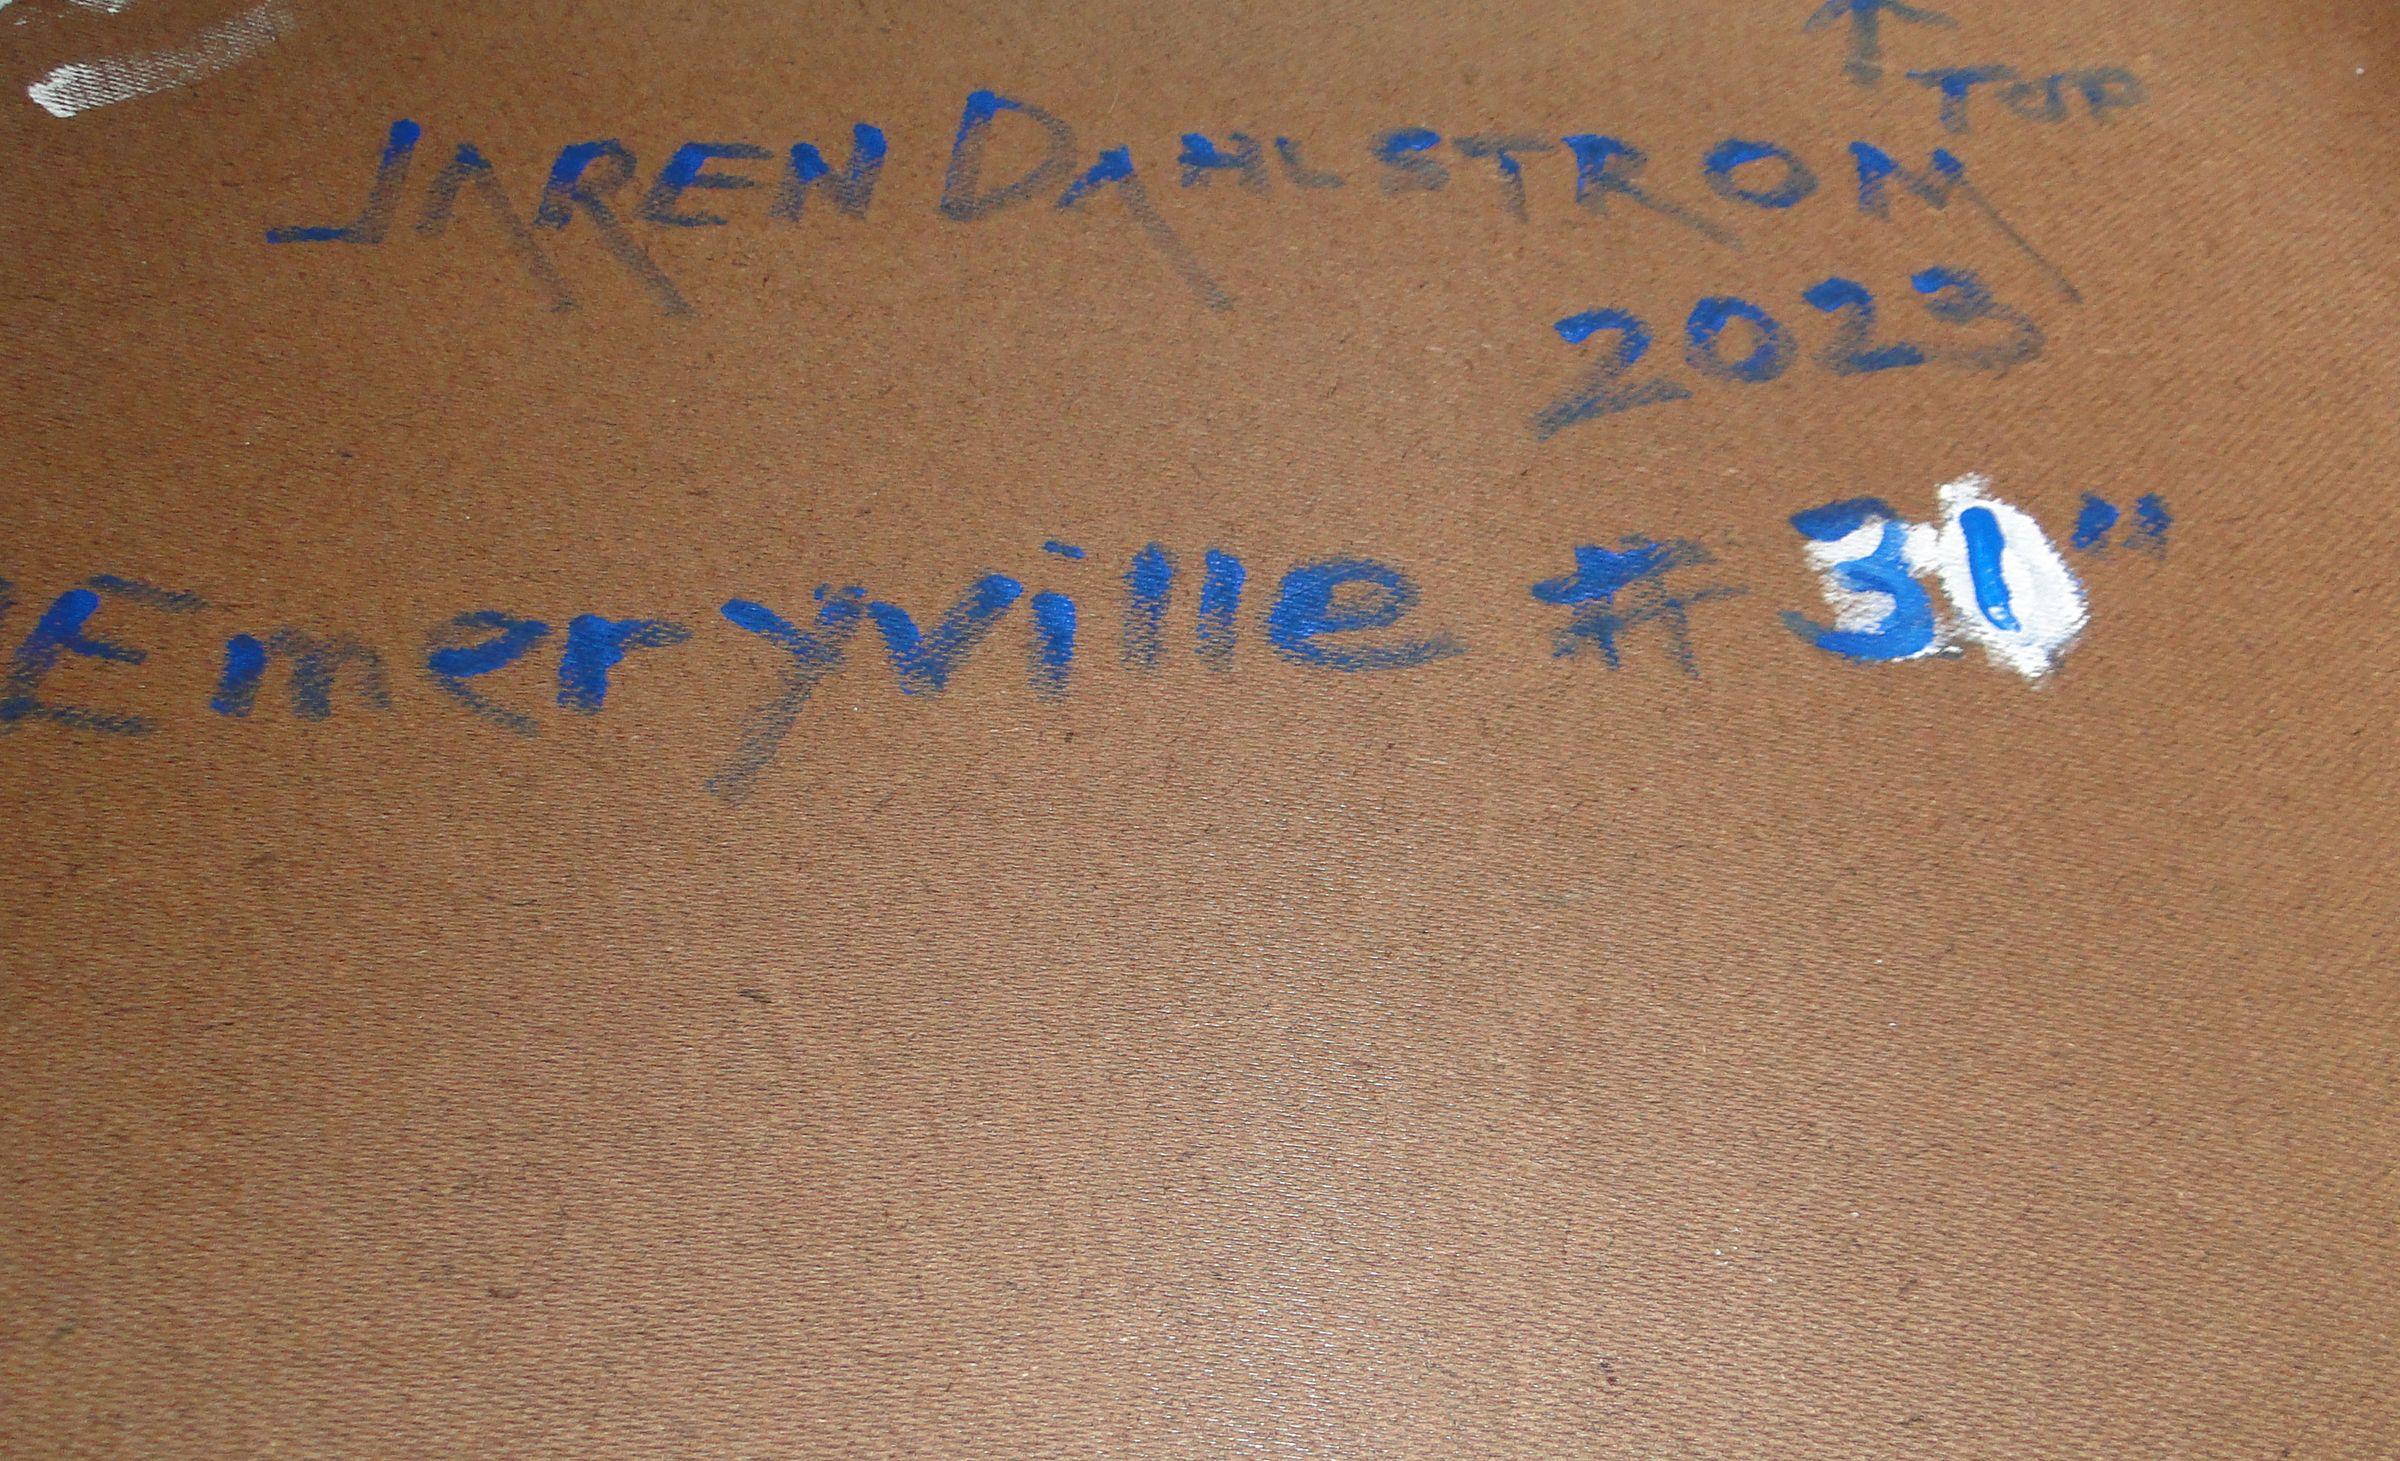 ↑ TOP
JAREN DAHLSTROM
2023
"Emeryville # 31"